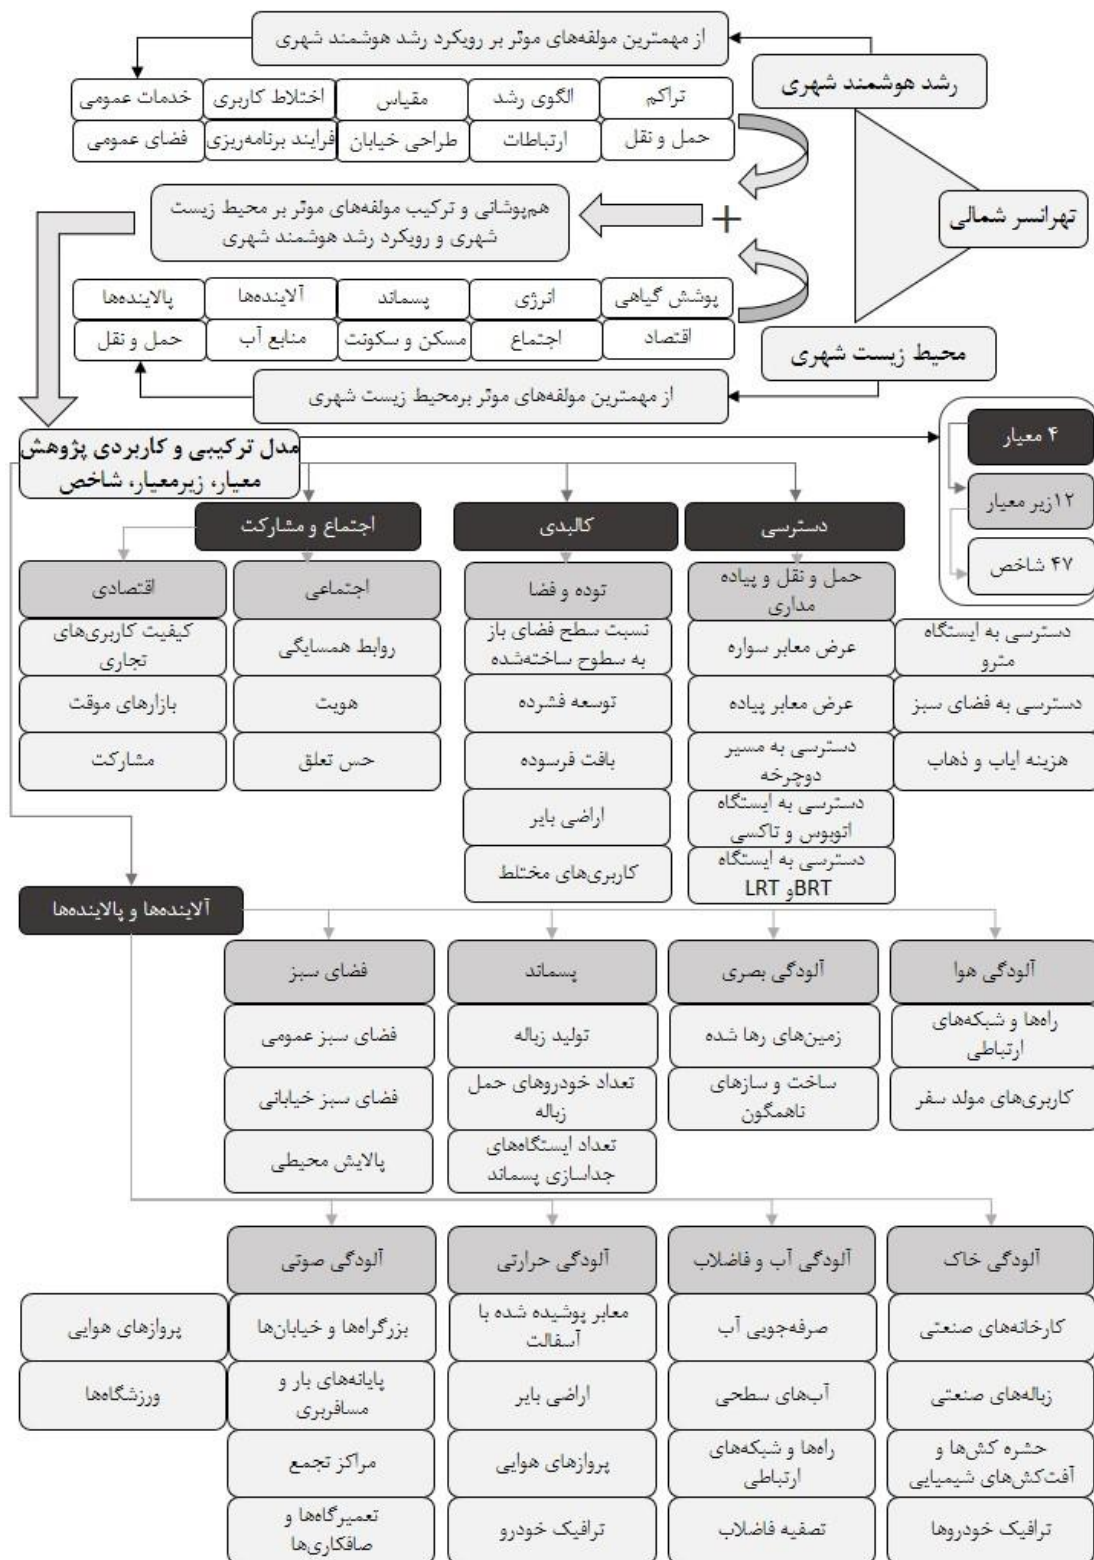 از مهمترین مولفه‌های موثر بر رویکرد رشد هوشمند شهری
رشد هوشمند شهری
تراکم
الگوی رشد
مقیاس
اختلاط کاربری
خدمات عمومی
حمل و نقل
ارتباطات
طراحی خیابان
فرایند برنامه‌ریزی
فضای عمومی
تهرانسر شمالی
+
هم‌پوشانی و ترکیب مولفه‌های موثر بر محیط زیست
شهری و رویکرد رشد هوشمند شهری
پوشش گیاهی
انرژی
پسماند
آلاینده‌ها
پالاینده‌ها
اقتصاد
اجتماع
مسکن و سکونت
منابع آب
حمل و نقل
محیط زیست شهری
از مهمترین مولفه‌های موثر برمحیط زیست شهری
مدل ترکیبی و کاربردی پژوهش
معیار، زیرمعیار، شاخص
۴ معیار
۱۲زیر معیار
۴۷ شاخص
دسترسی
کالبدی
اجتماع و مشارکت
حمل و نقل و پیاده
مداری
توده و فضا
اجتماعی
اقتصادی
دسترسی به ایستگاه
مترو
عرض معابر سواره
نسبت سطح فضای باز
به سطوح ساخته‌شده
روابط همسایگی
کیفیت کاربری‌های
تجاری
دسترسی به فضای سبز
عرض معابر پیاده
توسعه فشرده
هویت
بازارهای موقت
هزینه ایاب و ذهاب
دسترسی به مسیر
دوچرخه
بافت فرسوده
حس تعلق
مشارکت
دسترسی به ایستگاه
اتوبوس و تاکسی
اراضی بایر
دسترسی به ایستگاه
BRTو LRT
کاربری‌های مختلط
آلاینده‌ها و پالاینده‌ها
آلودگی هوا
آلودگی بصری
پسماند
فضای سبز
راه‌ها و شبکه‌های
ارتباطی
زمین‌های رها شده
تولید زباله
فضای سبز عمومی
کاربری‌های مولد سفر
ساخت و سازهای
ناهمگون
تعداد خودروهای حمل
زباله
فضای سبز خیابانی
تعداد ایستگاه‌های
جداسازی پسماند
پالایش محیطی
آلودگی خاک
آلودگی آب و فاضلاب
آلودگی حرارتی
آلودگی صوتی
کارخانه‌های صنعتی
صرفه‌جویی آب
معابر پوشیده شده با
آسفالت
بزرگراه‌ها و خیابان‌ها
پروازهای هوایی
زباله‌های صنعتی
آب‌های سطحی
اراضی بایر
پایانه‌های بار و
مسافربری
ورزشگاه‌ها
حشره کش‌ها و
آفت‌کش‌های شیمیایی
راه‌ها و شبکه‌های
ارتباطی
پروازهای هوایی
مراکز تجمع
ترافیک خودروها
تصفیه فاضلاب
ترافیک خودرو
تعمیرگاه‌ها و
صافکاری‌ها